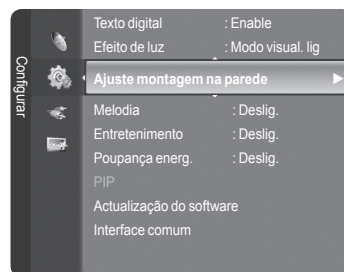 Configurar
Texto digital : Enable
Efeito de luz : Modo visual. lig
Ajuste montagem na parede
Melodia : Deslig.
Entretenimento : Deslig.
Poupança energ. : Deslig.
PIP
Actualização do software
Interface comum